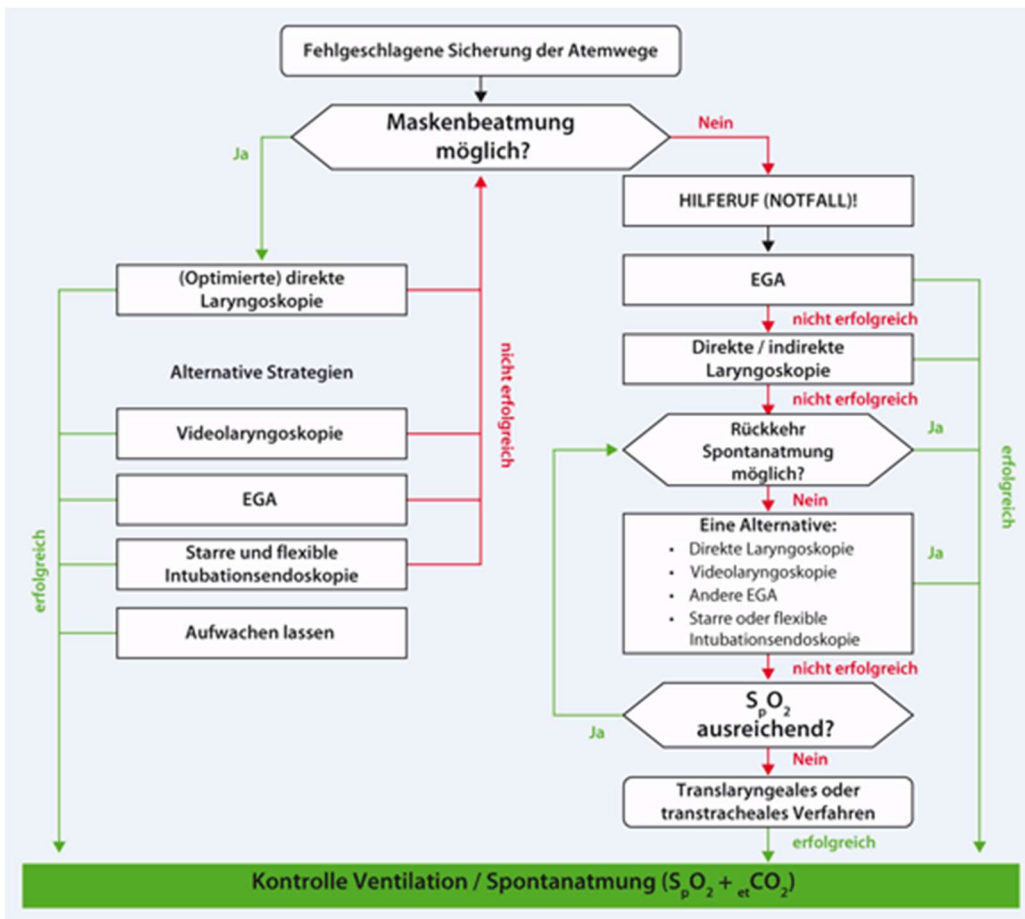 Fehlgeschlagene Sicherung der Atemwege
Maskenbeatmung
möglich?
Ja
Nein
HILFERUF (NOTFALL)!
(Optimierte) direkte
Laryngoskopie
Alternative Strategien
Videolaryngoskopie
EGA
Starre und flexible
Intubationsendoskopie
Aufwachen lassen
erfolgreich
nicht erfolgreich
EGA
nicht erfolgreich
Direkte / indirekte
Laryngoskopie
nicht erfolgreich
Rückkehr
Spontanatmung
möglich?
Ja
Nein
Eine Alternative:
• Direkte Laryngoskopie
• Videolaryngoskopie
• Andere EGA
• Starre oder flexible
Intubationsendoskopie
Ja
erfolgreich
nicht erfolgreich
SpO2
ausreichend?
Ja
Nein
Translaryngeales oder
transtracheales Verfahren
erfolgreich
Kontrolle Ventilation / Spontanatmung (SpO2 + etCO2)